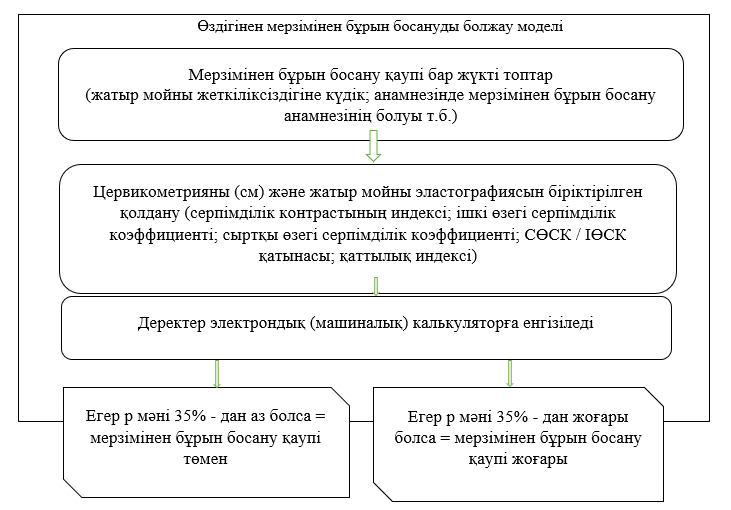 Өздігінен мерзімінен бұрын босануды болжау моделі
Мерзімінен бұрын босану қаупі бар жүкті топтар
(жатыр мойны жеткіліксіздігіне күдік; анамнезінде мерзімінен бұрын босану
анамнезінің болуы т.б.)
Цервикометрияны (см) және жатыр мойны эластографиясын біріктірілген
қолдану (серпімділік контрастының индексі; ішкі өзегі серпімділік
коэффициенті; сыртқы өзегі серпімділік коэффициенті; СӨСК / ІӨСК
қатынасы; қаттылық индексі)
Деректер электрондық (машиналық) калькуляторға енгізіледі
Егер р мәні 35% - дан аз болса =
мерзімінен бұрын босану қаупі
төмен
Егер р мәні 35% - дан жоғары
болса = мерзімінен бұрын босану
қаупі жоғары